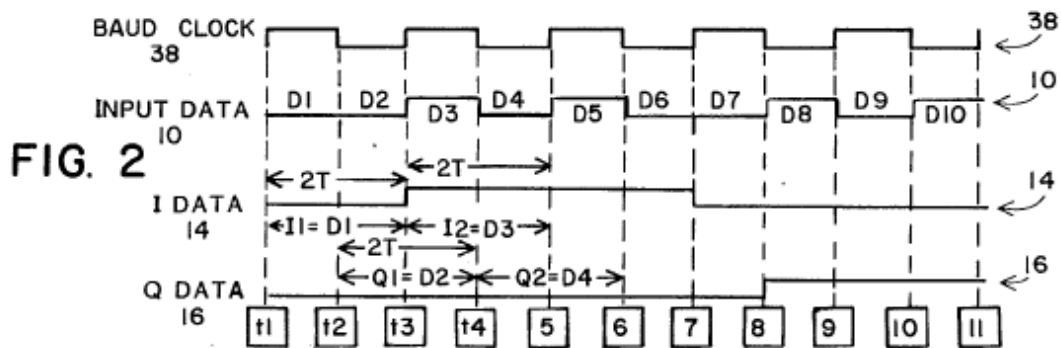 BAUD CLOCK
38
38
INPUT DATA
10
D1 D2 D3 D4 D5 D6 D7 D8 D9 D10
10
FIG. 2
2T 2T
I DATA
14
14
I1=D1 I2=D3
2T
Q1=D2 Q2=D4
Q DATA
16
16
t1 t2 t3 t4 5 6 7 8 9 10 11